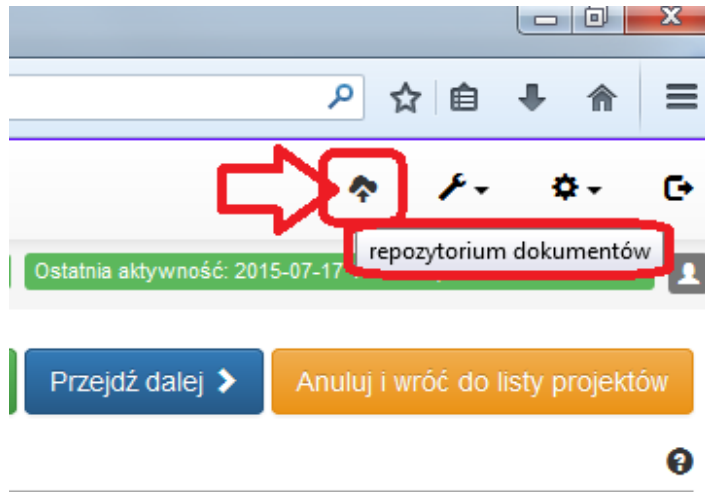 repozytorium dokumentów
Ostatnia aktywność: 2015-07-17
Przejdź dalej
Anuluj i wróć do listy projektów